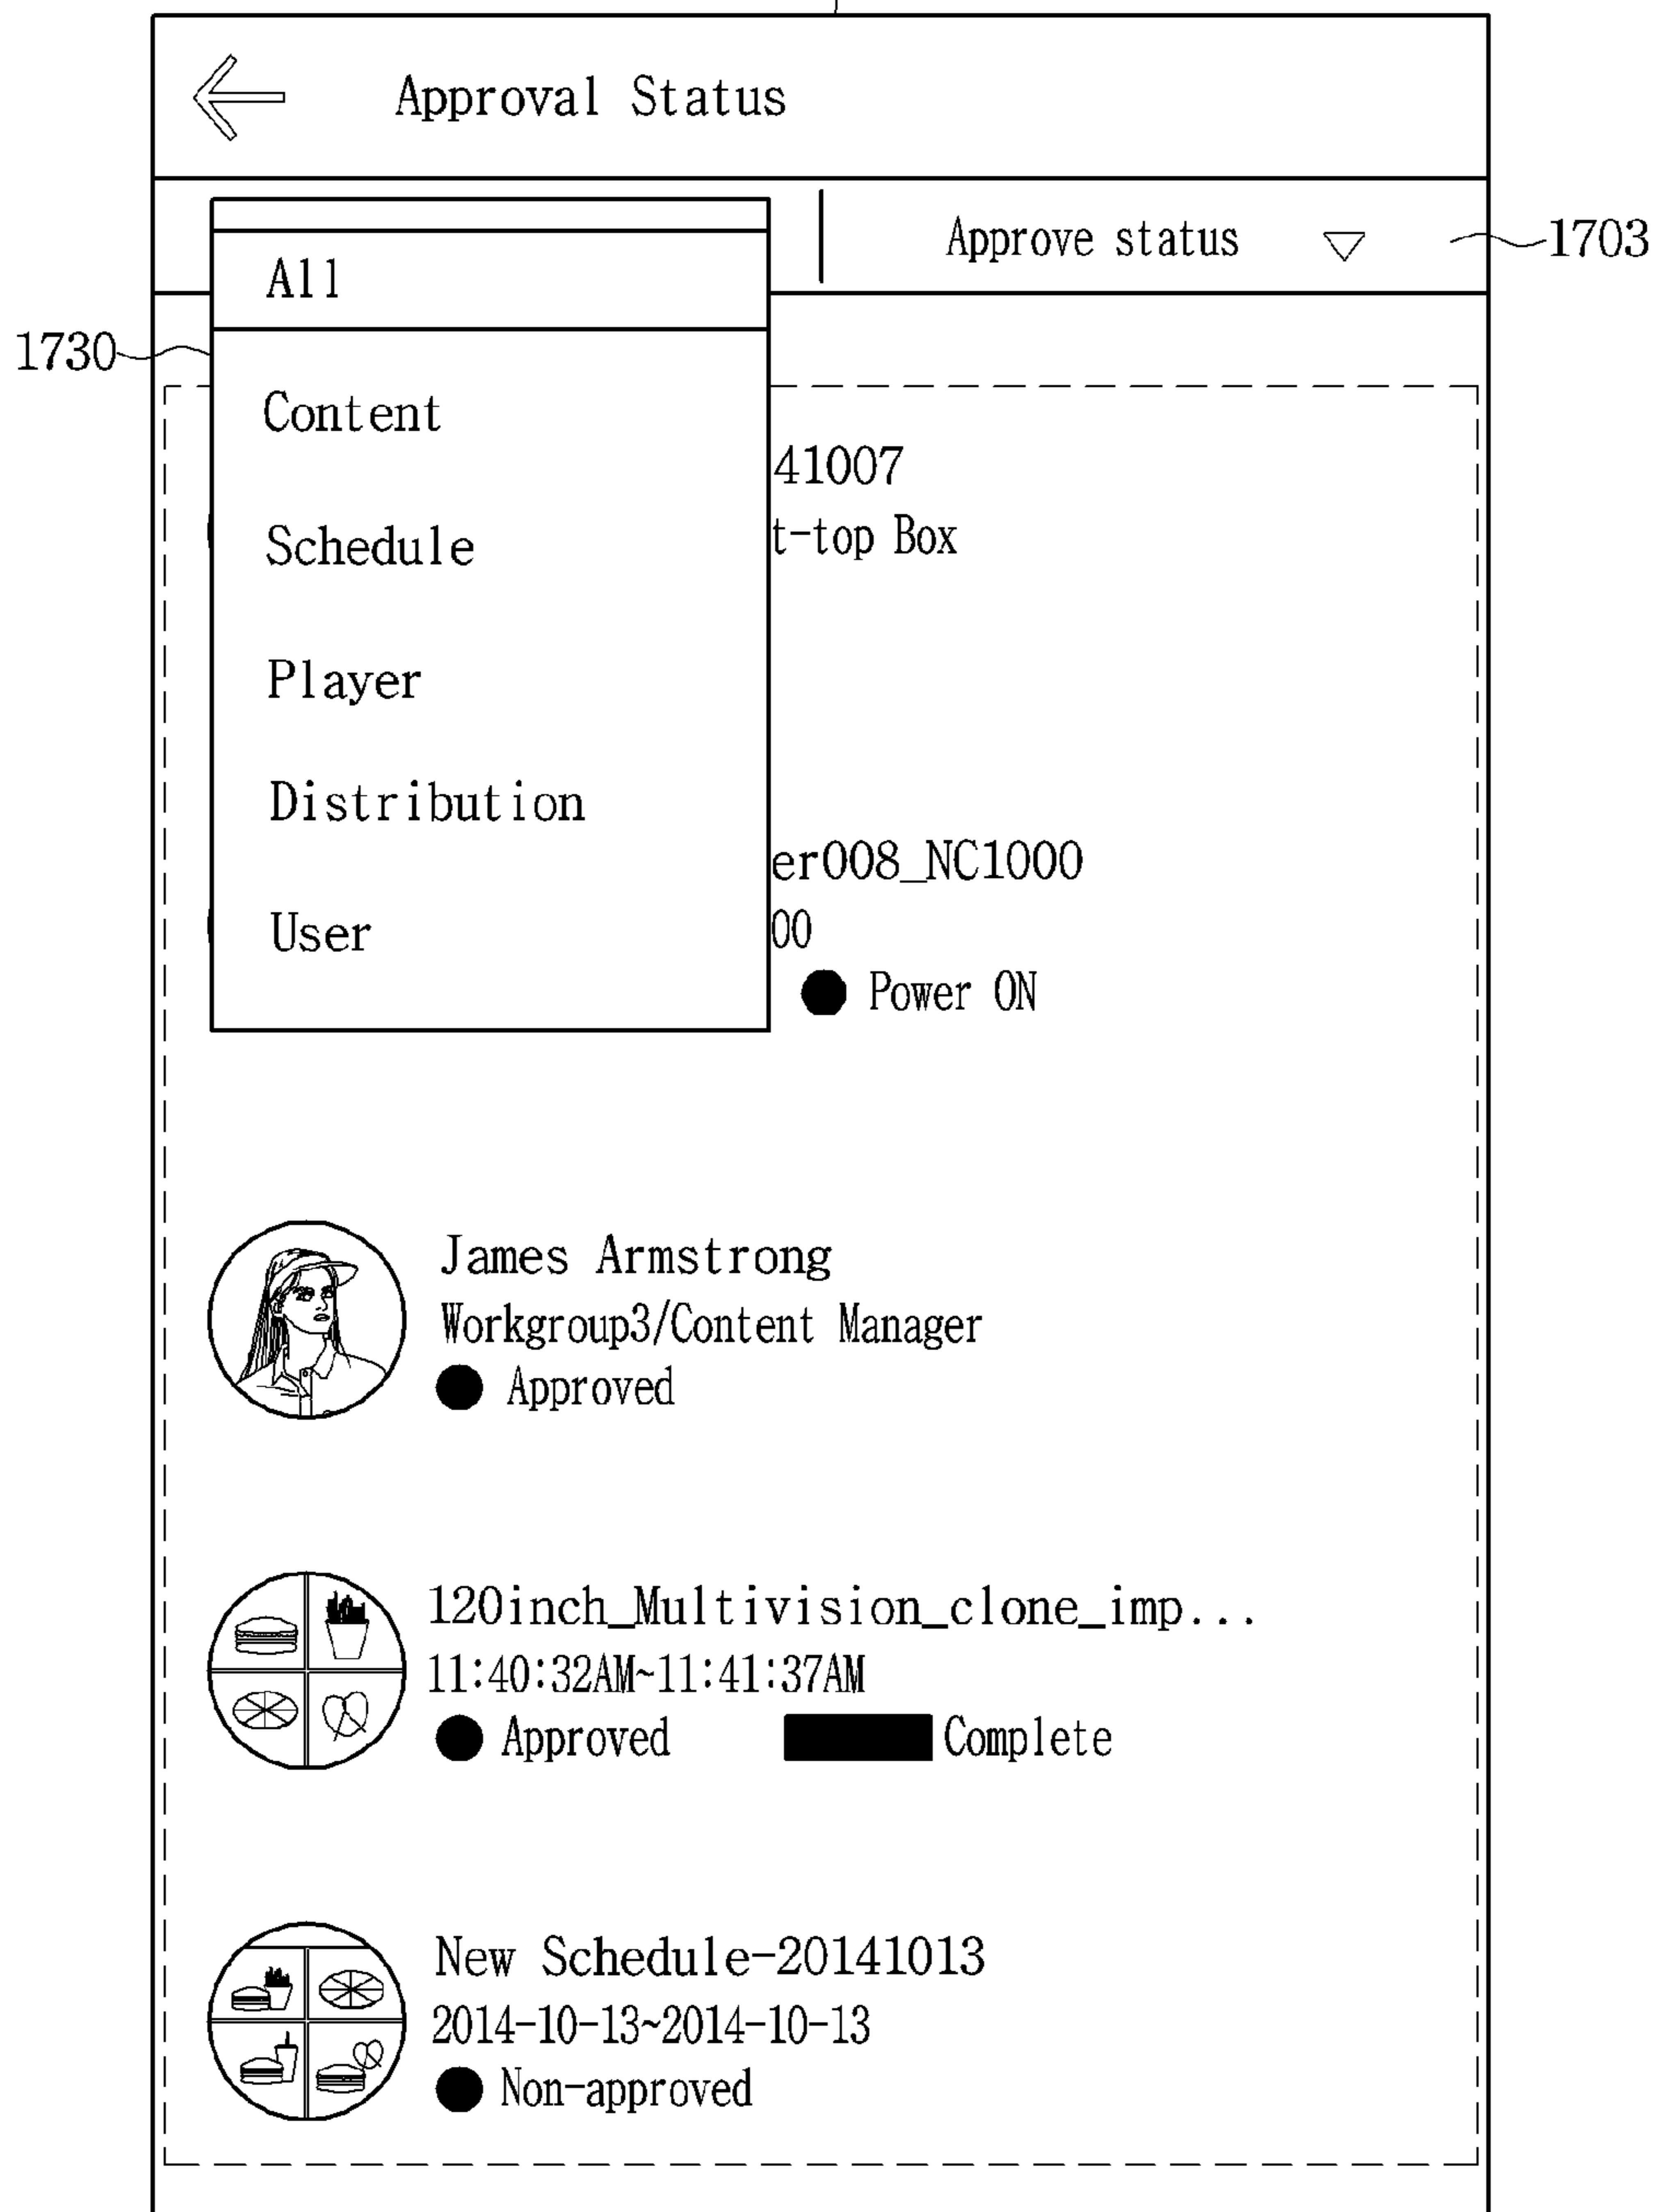 Approval Status
Approve status
1703
All
1730
Content
41007
Schedule
t-top Box
Player
Distribution
er008_NC1000
User
00
Power ON
James Armstrong
Workgroup3/Content Manager
Approved
120inch_Multivision_clone_imp...
11:40:32AM~11:41:37AM
Approved Complete
New Schedule-20141013
2014-10-13~2014-10-13
Non-approved